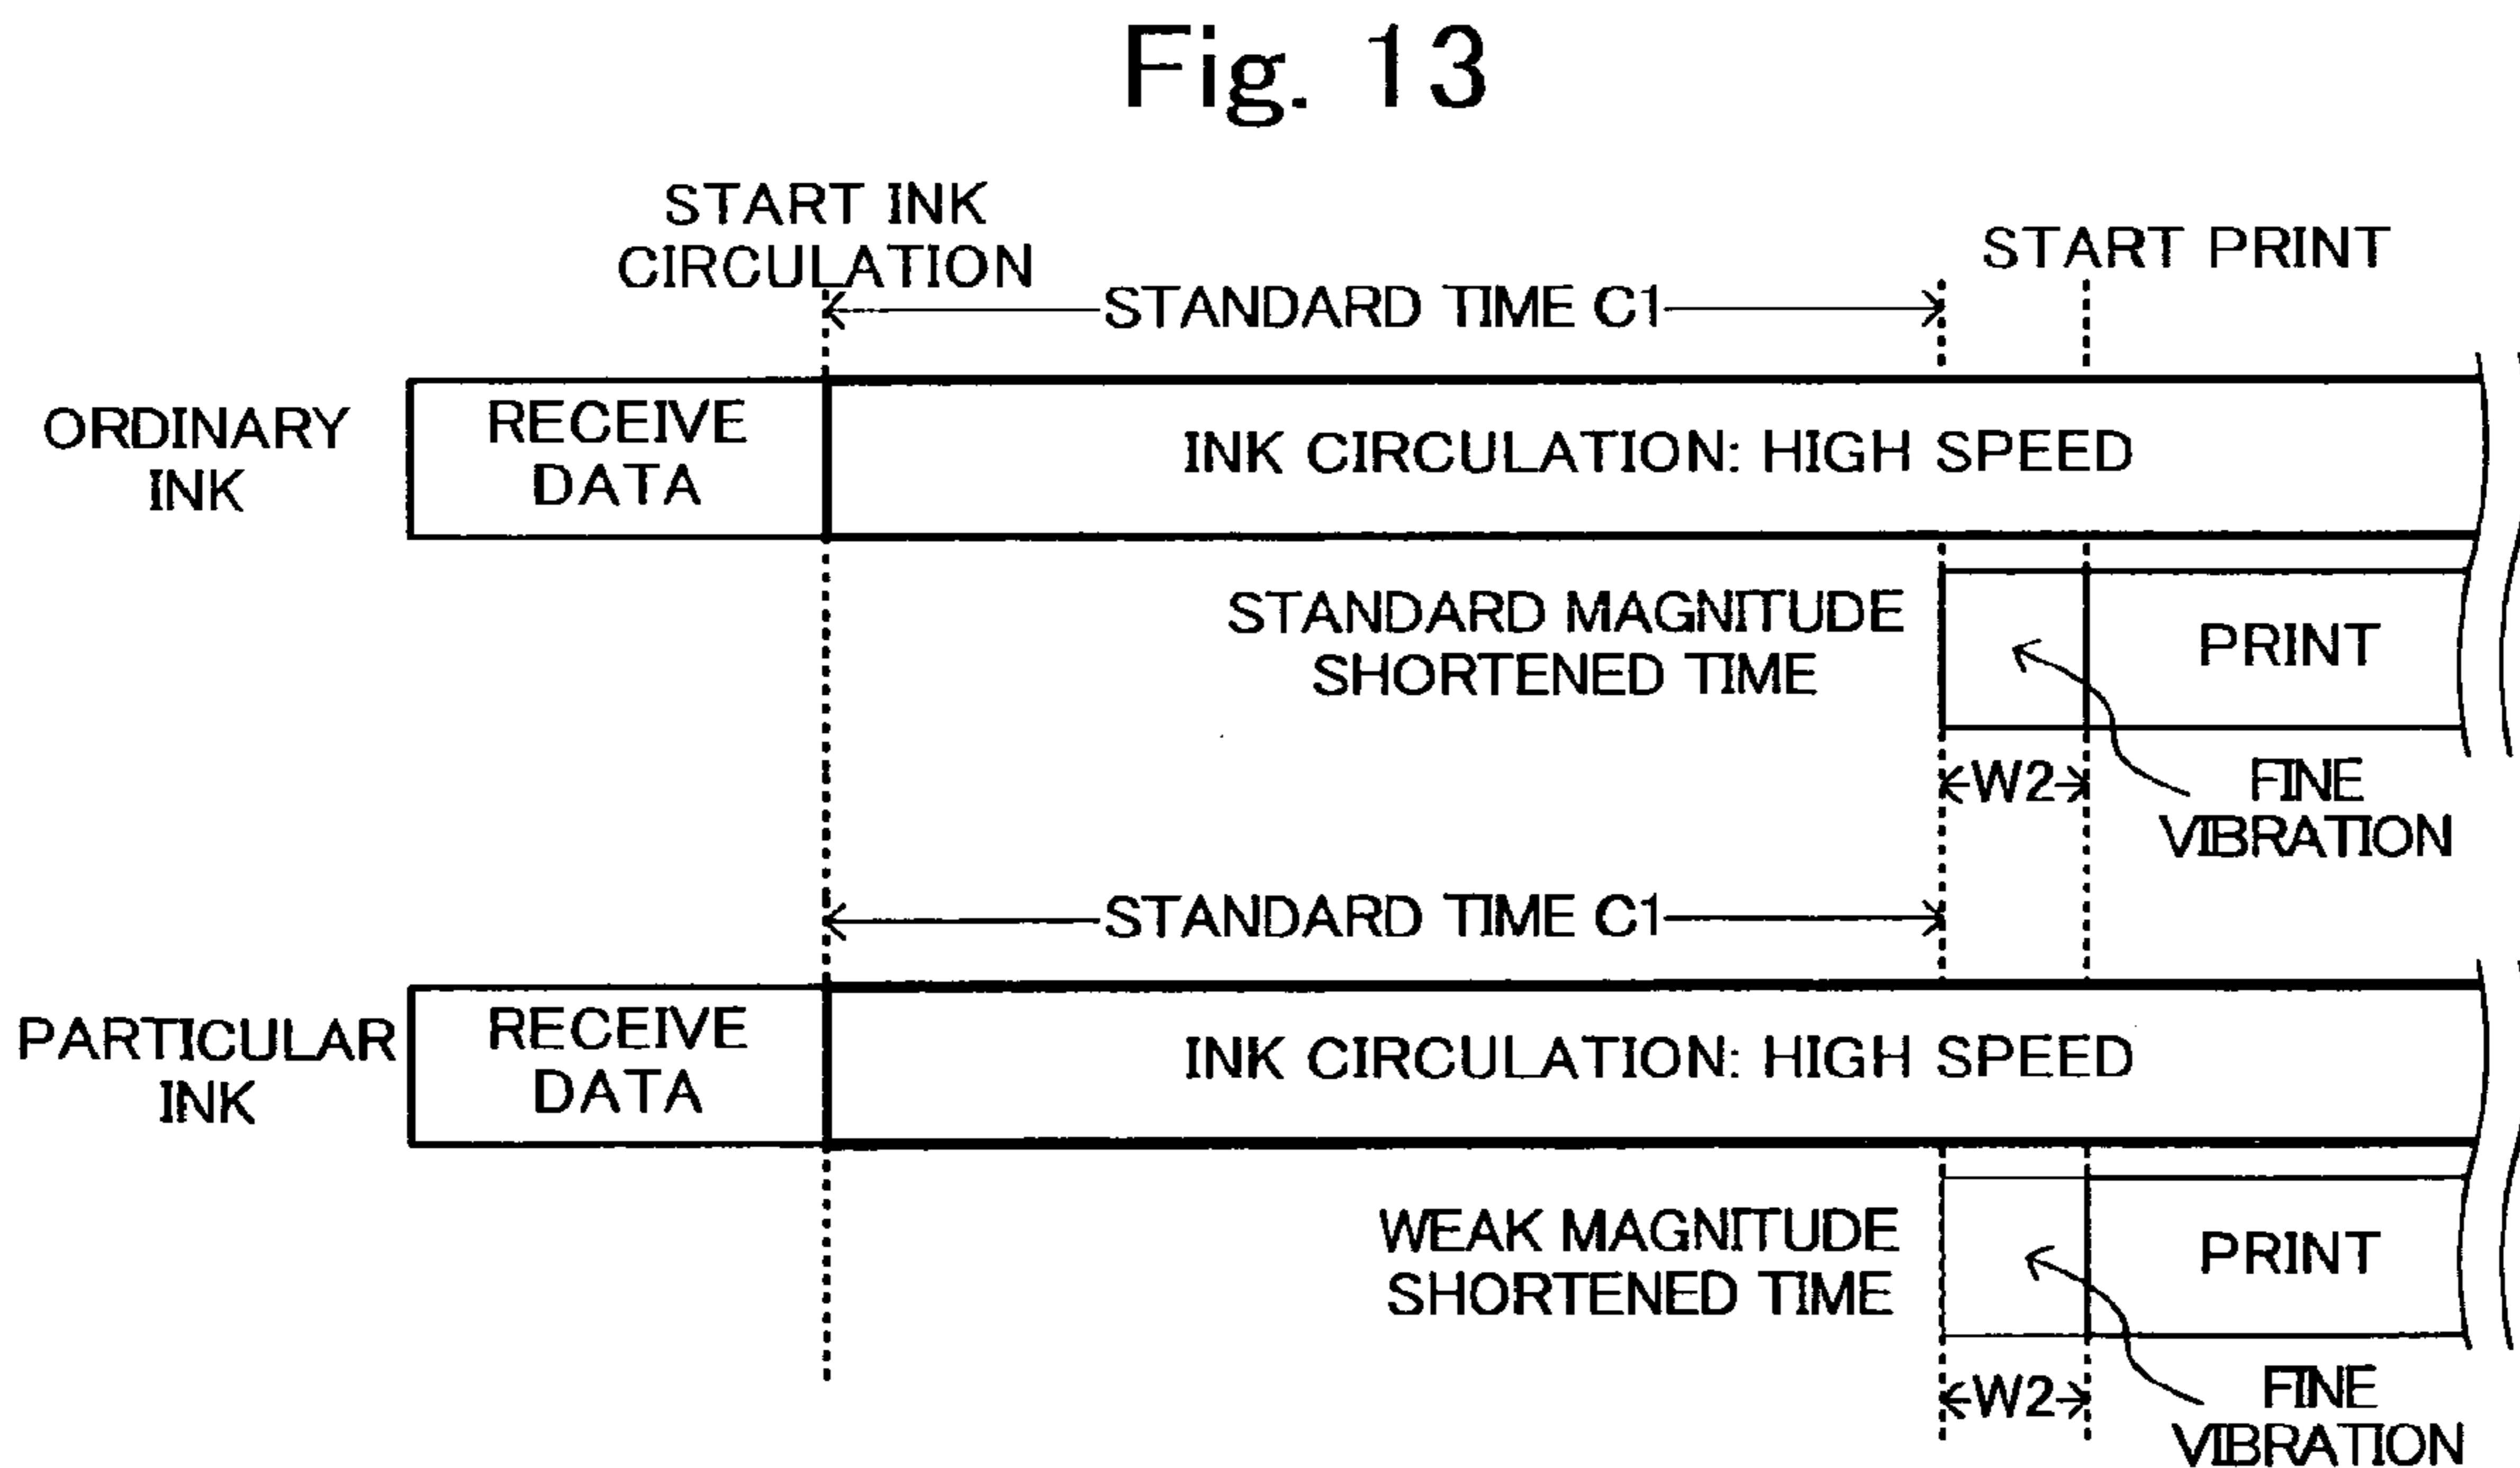 Fig. 13
START INK
CIRCULATION
START PRINT
STANDARD TIME C1
ORDINARY
INK
RECEIVE
DATA
INK CIRCULATION: HIGH SPEED
STANDARD MAGNITUDE
SHORTENED TIME
PRINT
W2
FINE
VIBRATION
STANDARD TIME C1
PARTICULAR
INK
RECEIVE
DATA
INK CIRCULATION: HIGH SPEED
WEAK MAGNITUDE
SHORTENED TIME
PRINT
W2
FINE
VIBRATION